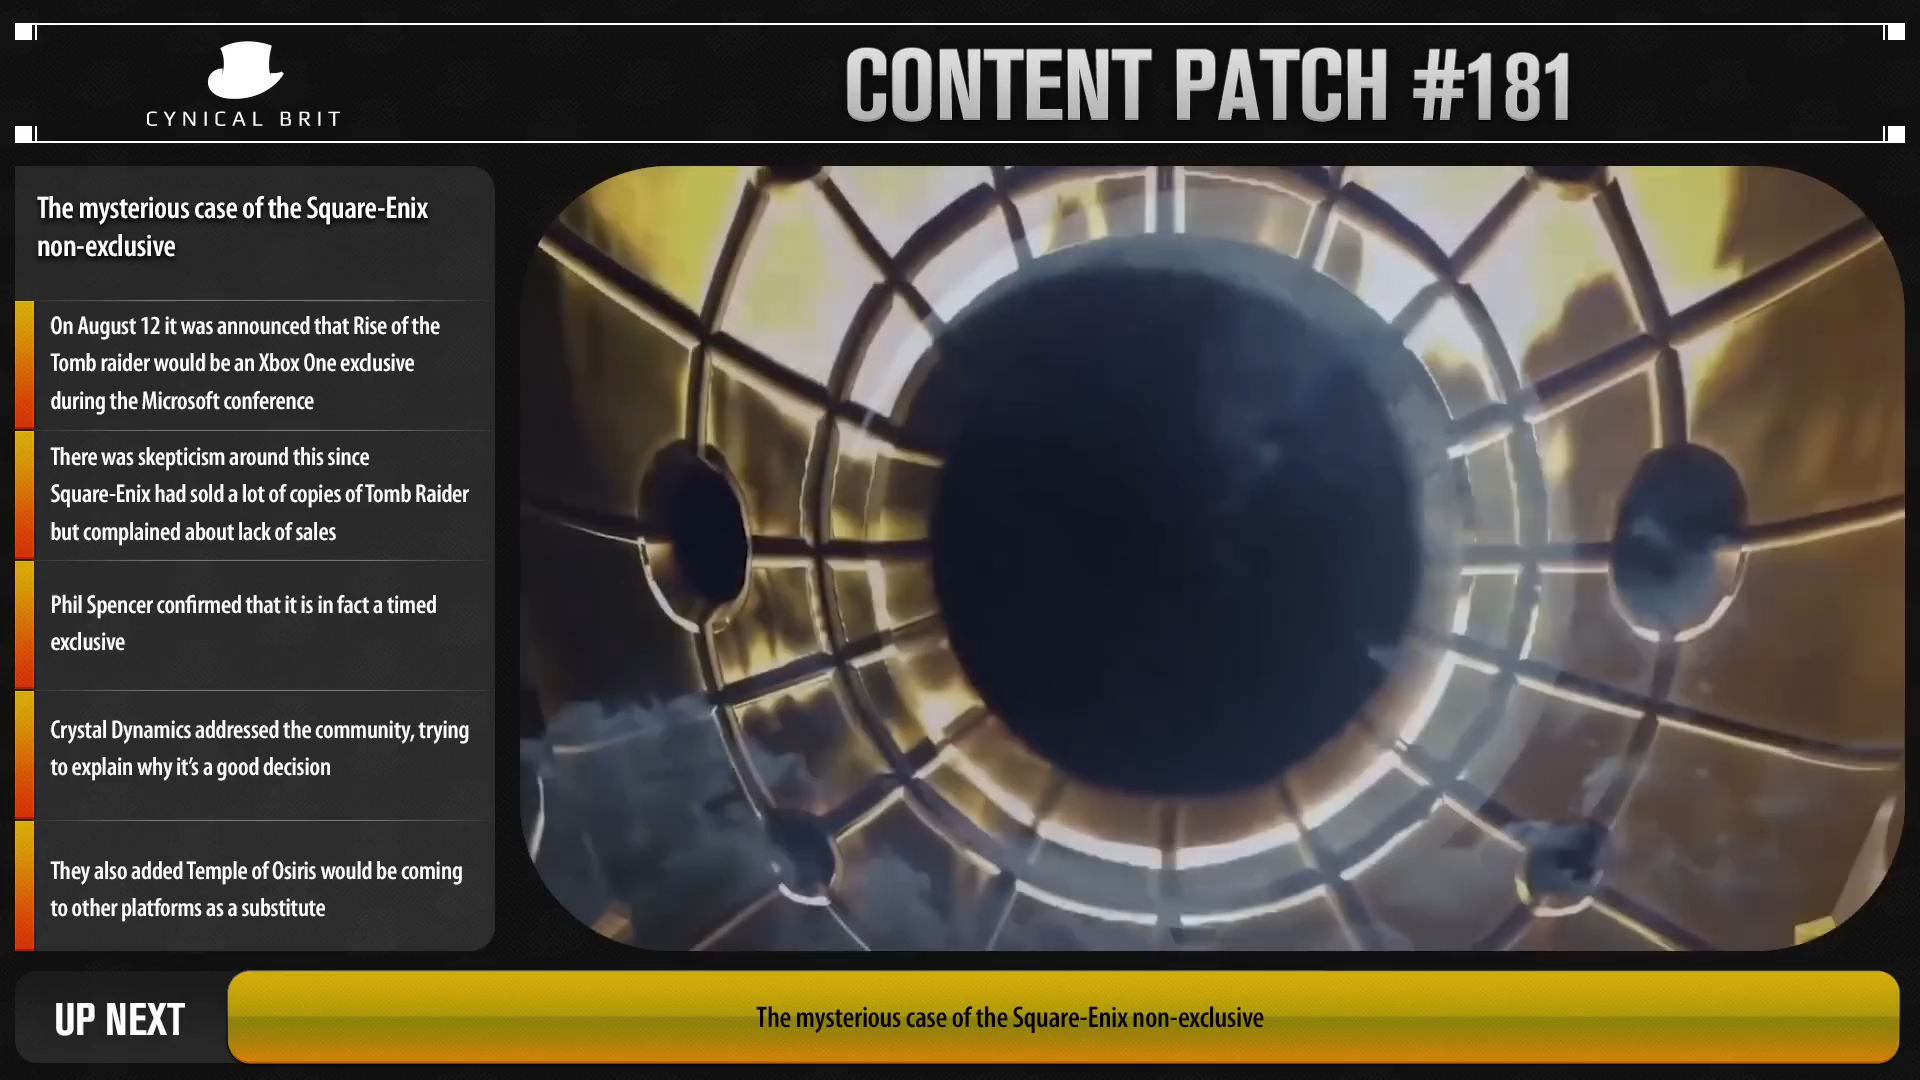 CYNICAL BRIT
CONTENT PATCH #181
The mysterious case of the Square-Enix
non-exclusive
On August 12 it was announced that Rise of the
Tomb raider would be an Xbox One exclusive
during the Microsoft conference
There was skepticism around this since
Square-Enix had sold a lot of copies of Tomb Raider
but complained about lack of sales
Phil Spencer confirmed that it is in fact a timed
exclusive
Crystal Dynamics addressed the community, trying
to explain why it's a good decision
They also added Temple of Osiris would be coming
to other platforms as a substitute
UP NEXT
The mysterious case of the Square-Enix non-exclusive